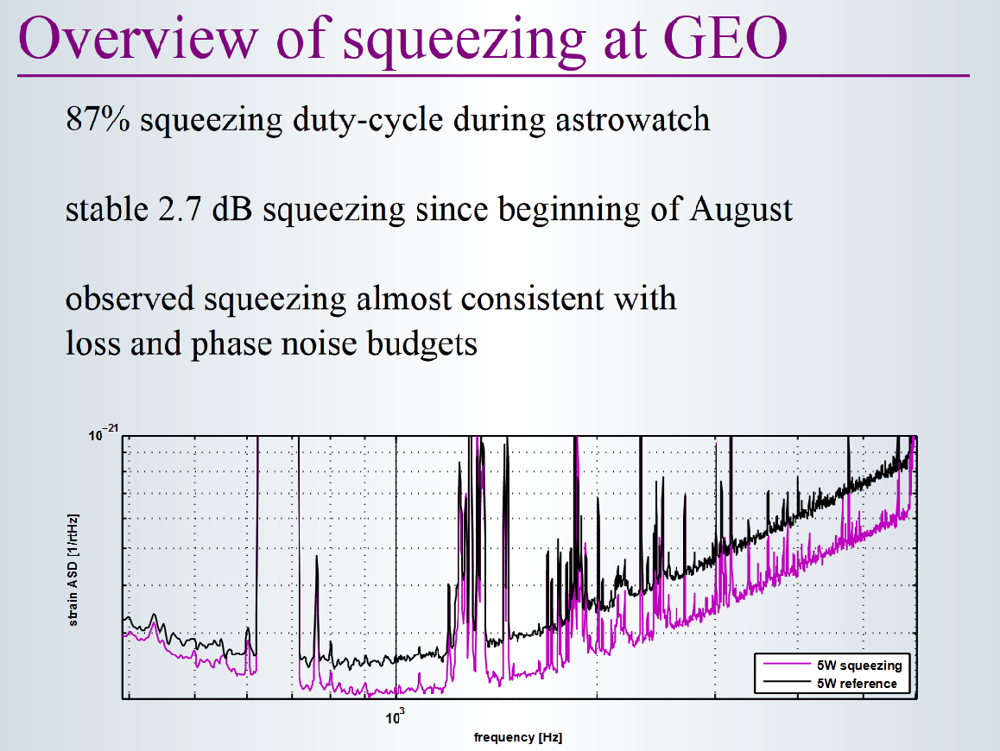 Overview of squeezing at GEO
87% squeezing duty-cycle during astrowatch
stable 2.7 dB squeezing since beginning of August
observed squeezing almost consistent with
loss and phase noise budgets
10⁻²¹
strain ASD [1/rtHz]
5W squeezing
5W reference
10³
frequency [Hz]